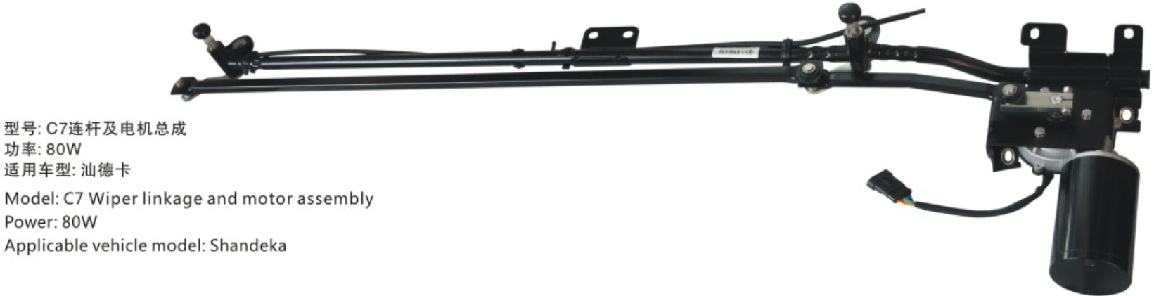 型号: C7连杆及电机总成
功率: 80W
适用车型: 汕德卡
Model: C7 Wiper linkage and motor assembly
Power: 80W
Applicable vehicle model: Shandeka